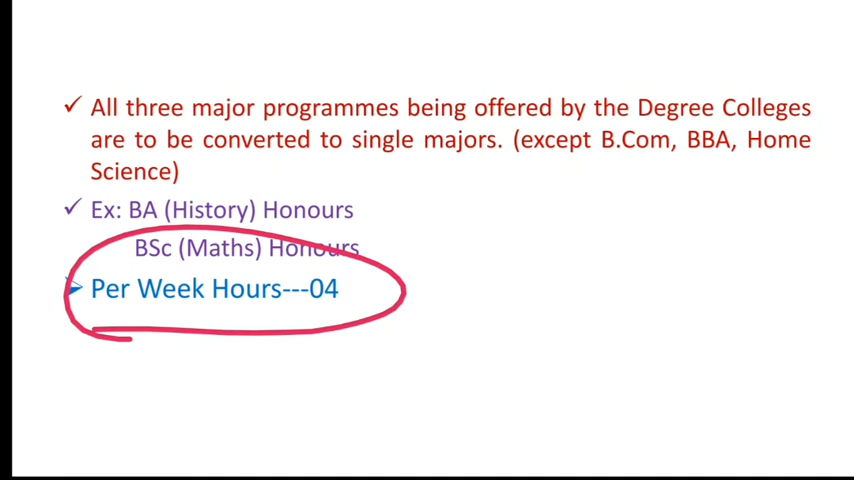 ✓ All three major programmes being offered by the Degree Colleges
are to be converted to single majors. (except B.Com, BBA, Home
Science)
✓ Ex: BA (History) Honours
BSc (Maths) Honours
➢ Per Week Hours---04